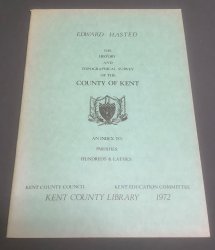 EDWARD HASTED
THE
HISTORY
AND
TOPOGRAPHICAL SURVEY
OF THE
COUNTY OF KENT
AN INDEX TO
PARISHES
HUNDREDS & LATHES
KENT COUNTY COUNCIL KENT EDUCATION COMMITTEE
KENT COUNTY LIBRARY 1972